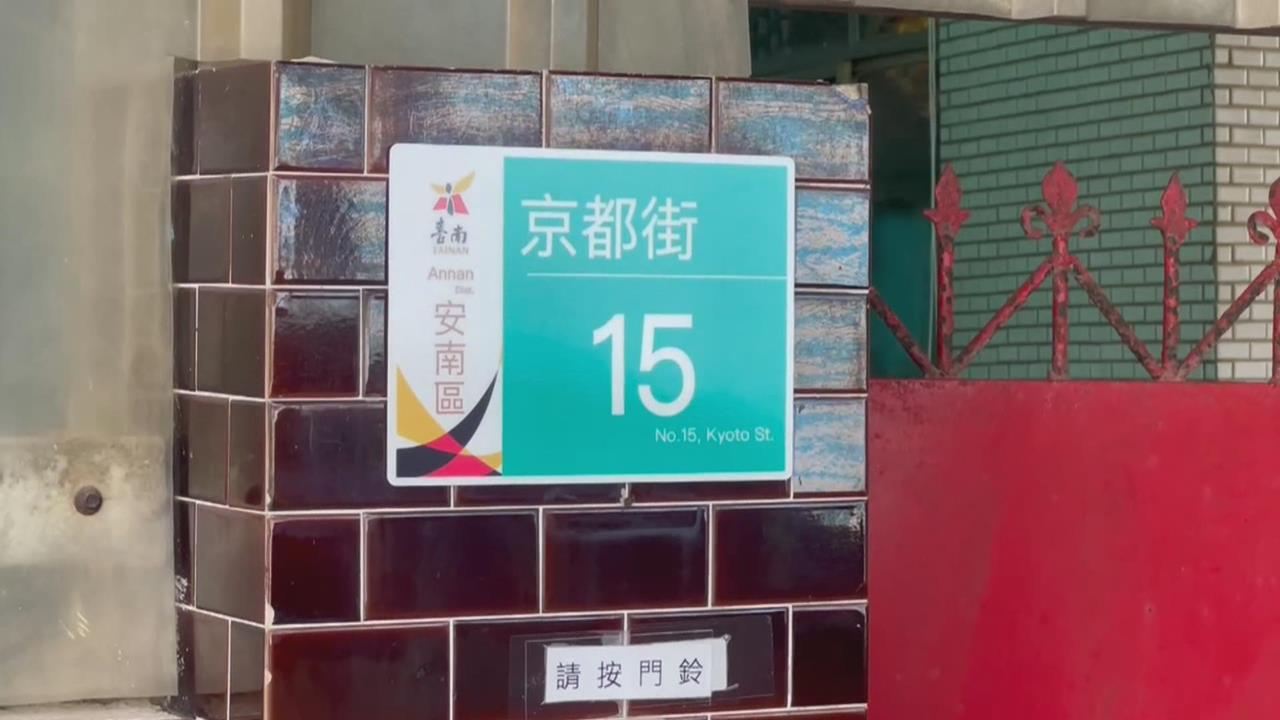 臺南
TAINAN
Annan
Dist.
安南區
京都街
15
No.15, Kyoto St.
請按門鈴